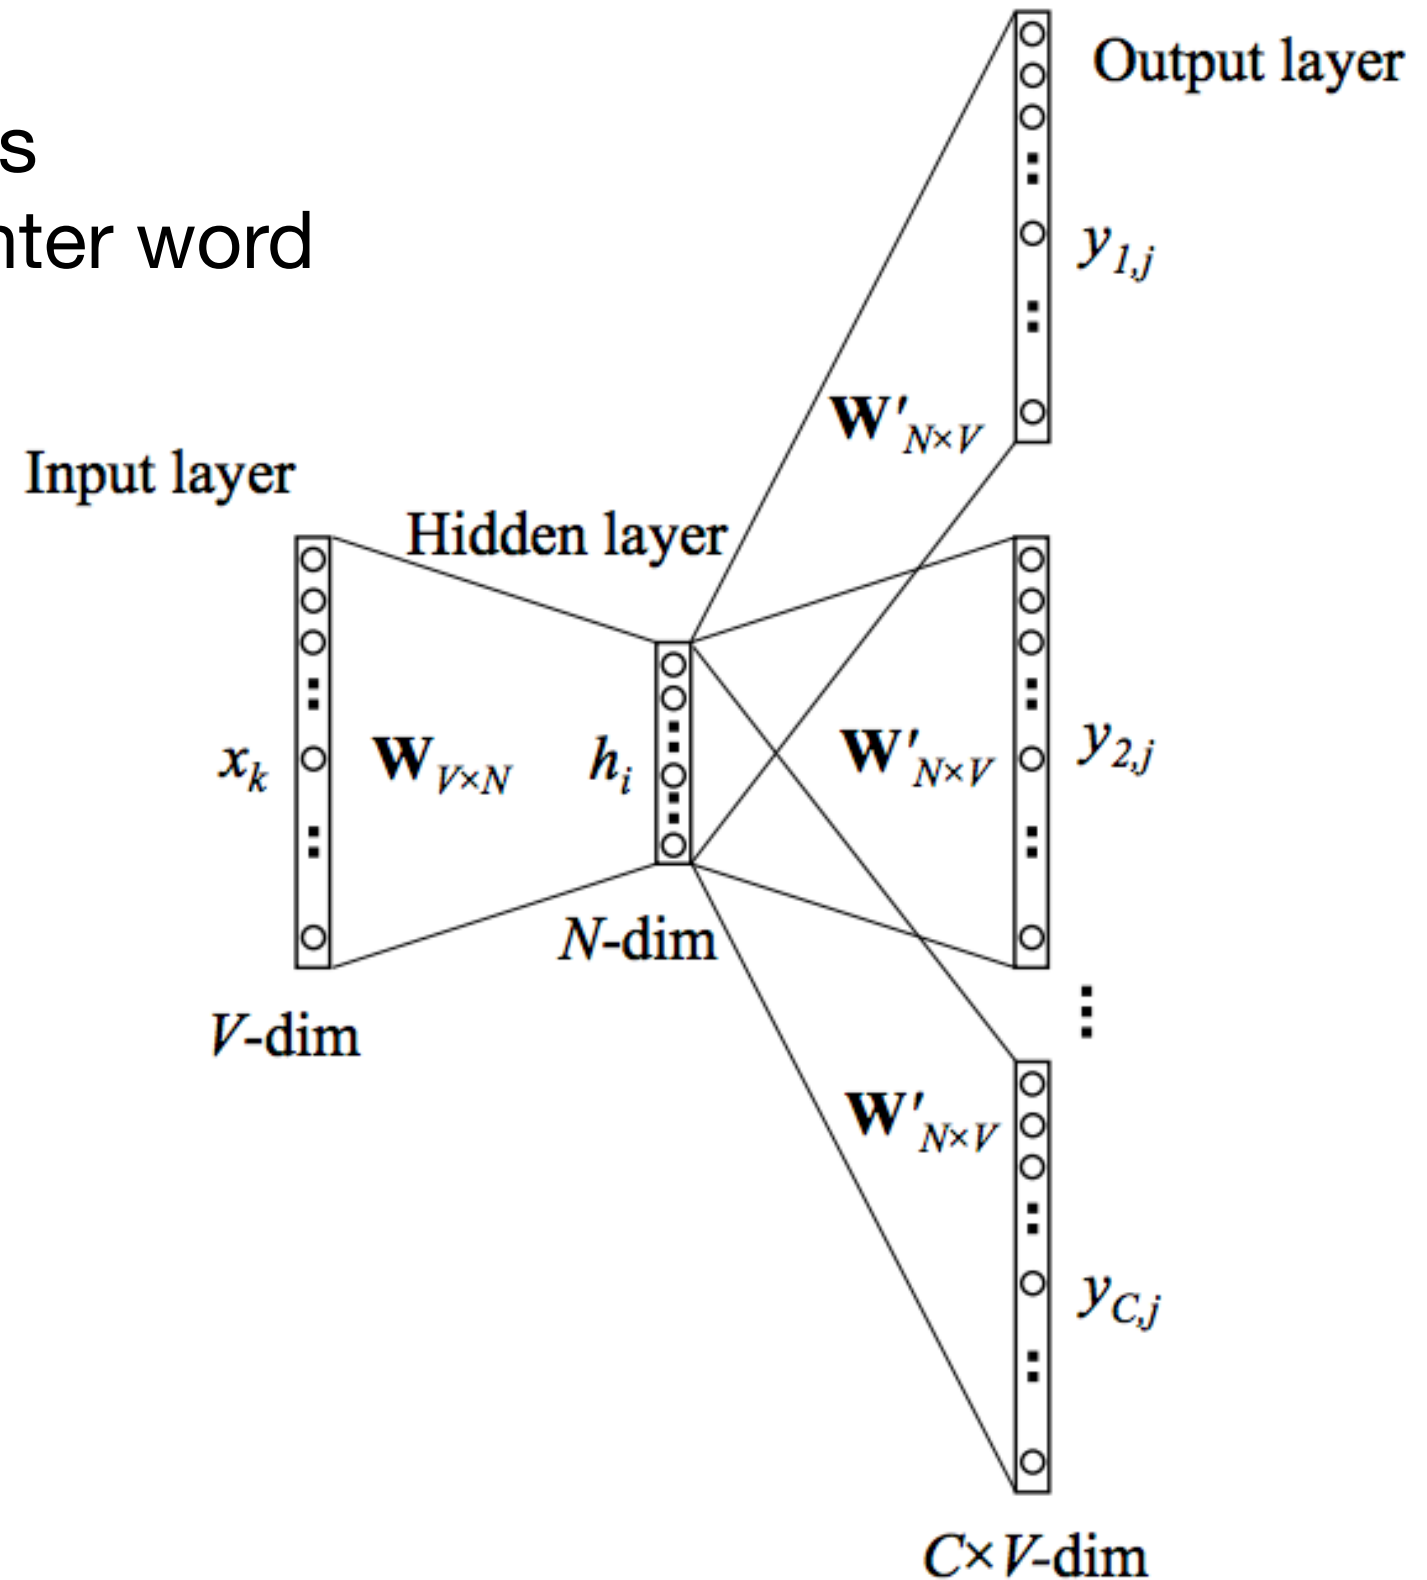 Output layer
s
nter word
y1,j
W'N×V
Input layer
Hidden layer
xk
WV×N
hi
W'N×V
y2,j
N-dim
V-dim
W'N×V
yC,j
C×V-dim